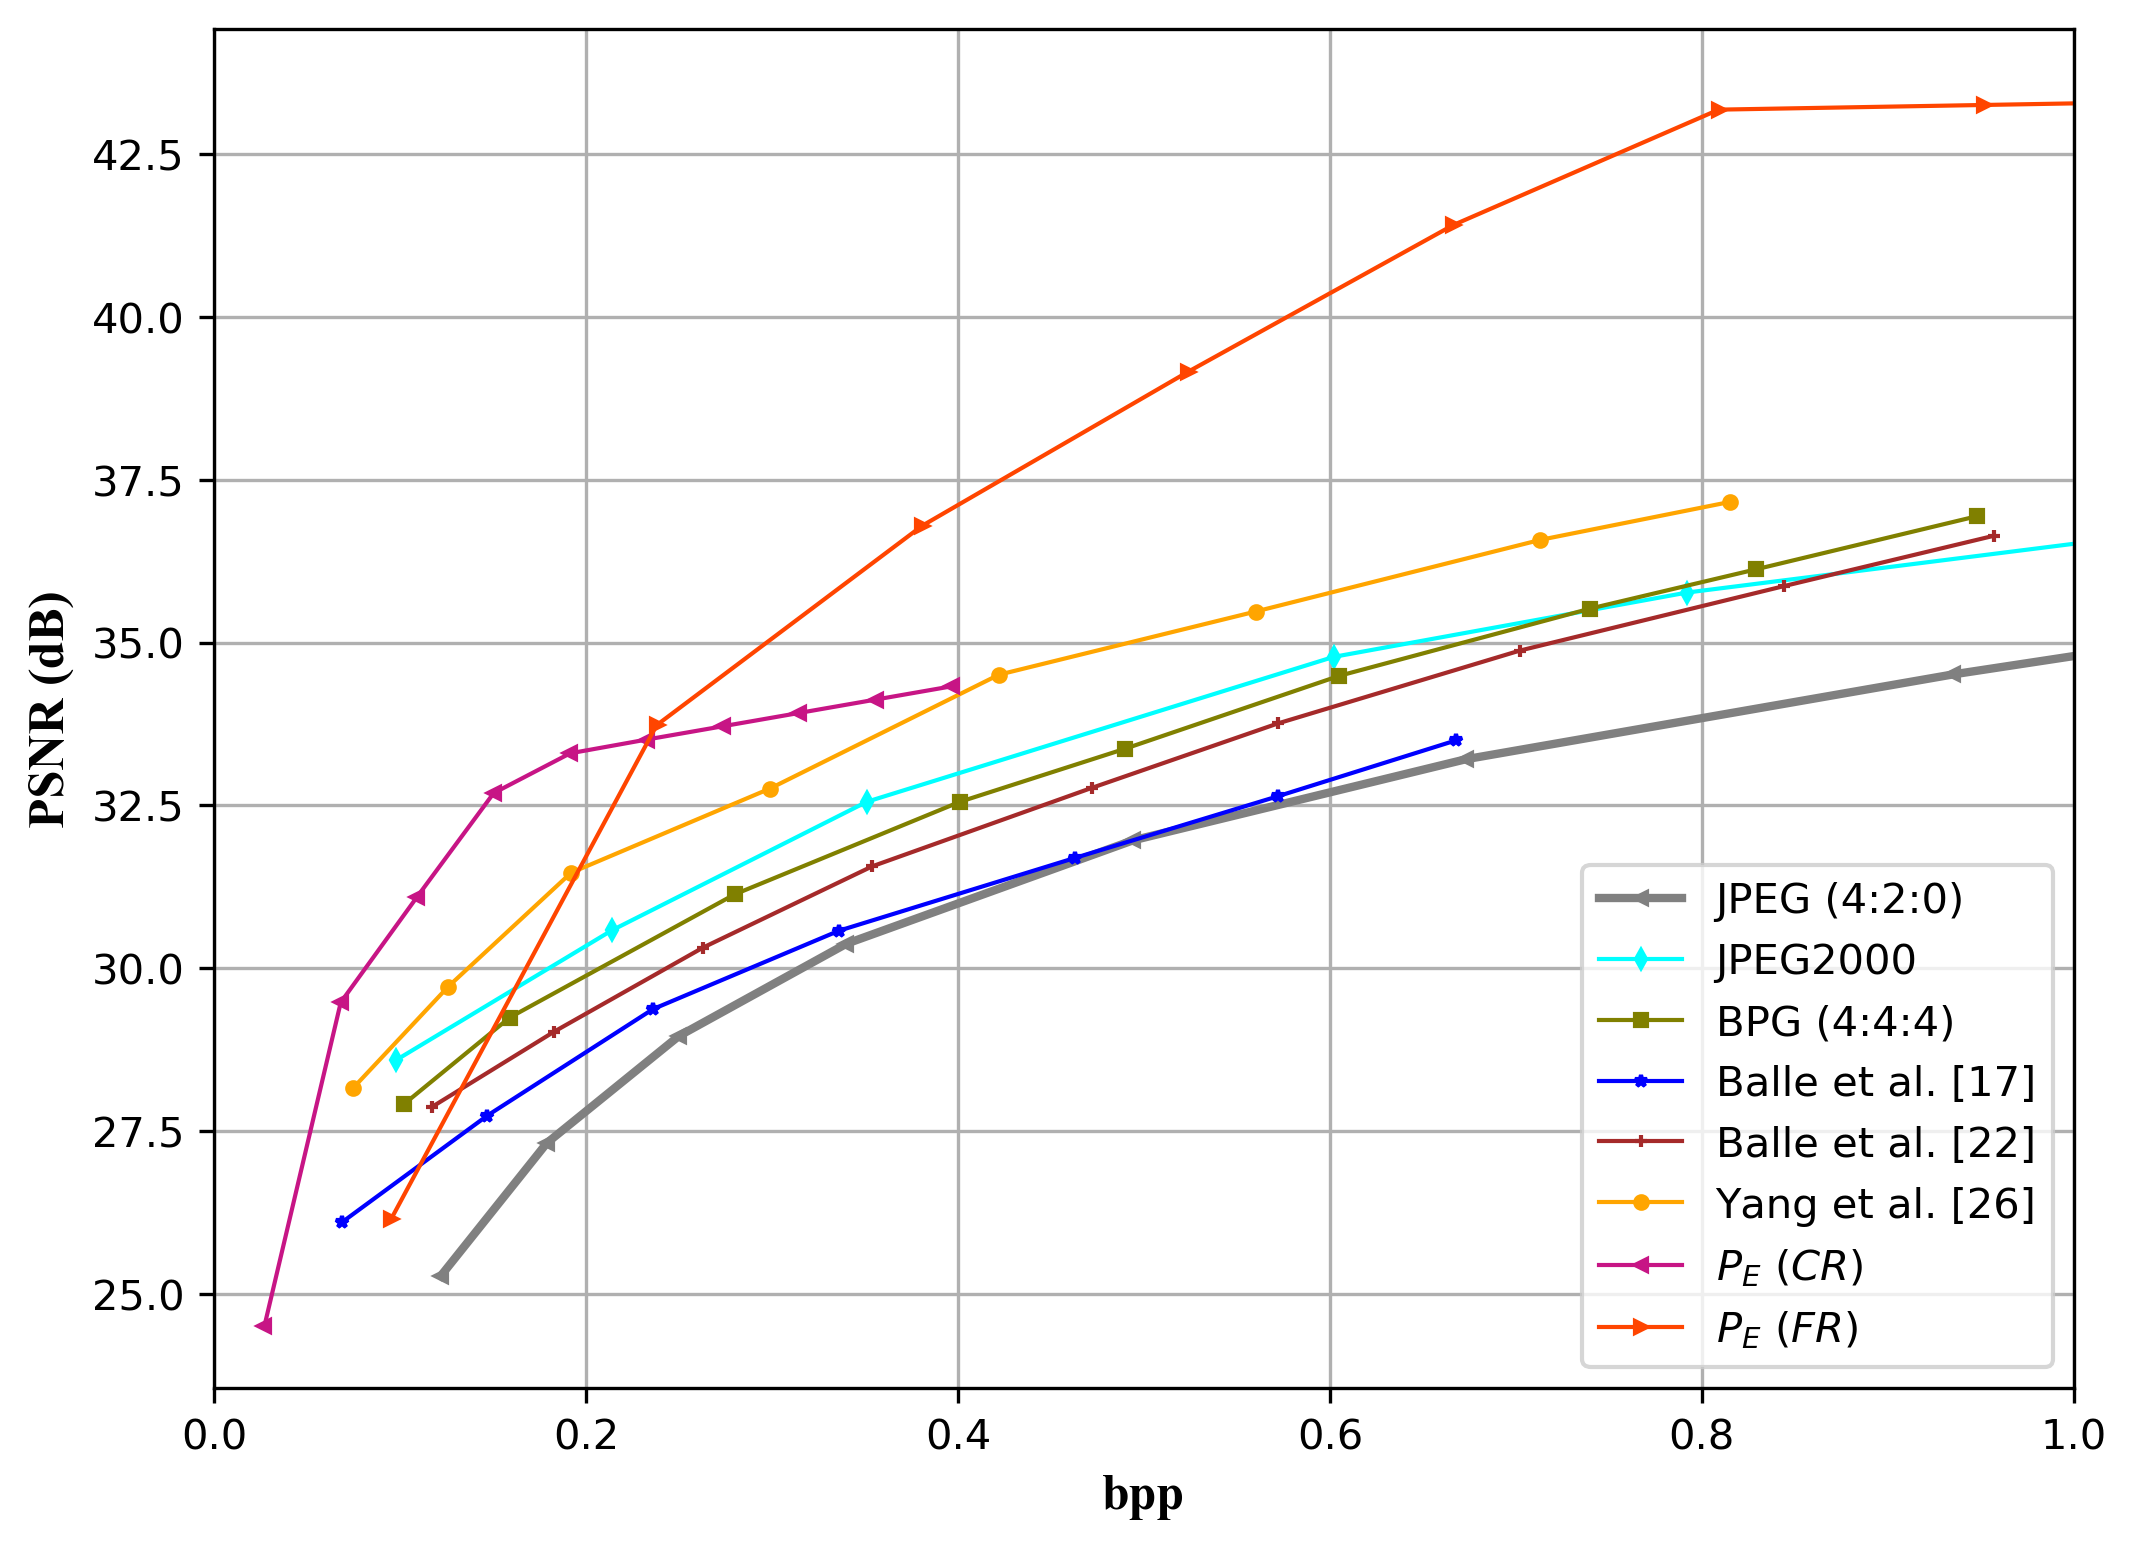 PSNR (dB)
42.5
40.0
37.5
35.0
32.5
30.0
27.5
25.0
0.0 0.2 0.4 0.6 0.8 1.0
bpp
JPEG (4:2:0)
JPEG2000
BPG (4:4:4)
Balle et al. [17]
Balle et al. [22]
Yang et al. [26]
P_E (CR)
P_E (FR)